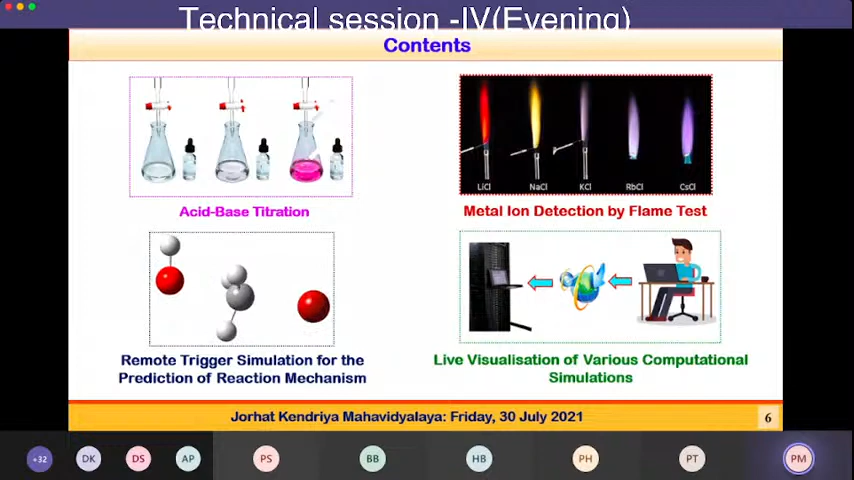 Technical session -IV(Evening)
Contents
LiCl
NaCl
KCl
RbCl
CsCl
Acid-Base Titration
Metal Ion Detection by Flame Test
Remote Trigger Simulation for the
Prediction of Reaction Mechanism
Live Visualisation of Various Computational
Simulations
Jorhat Kendriya Mahavidyalaya: Friday, 30 July 2021
6
+32
DK
DS
AP
PS
BB
HB
PH
PT
PM